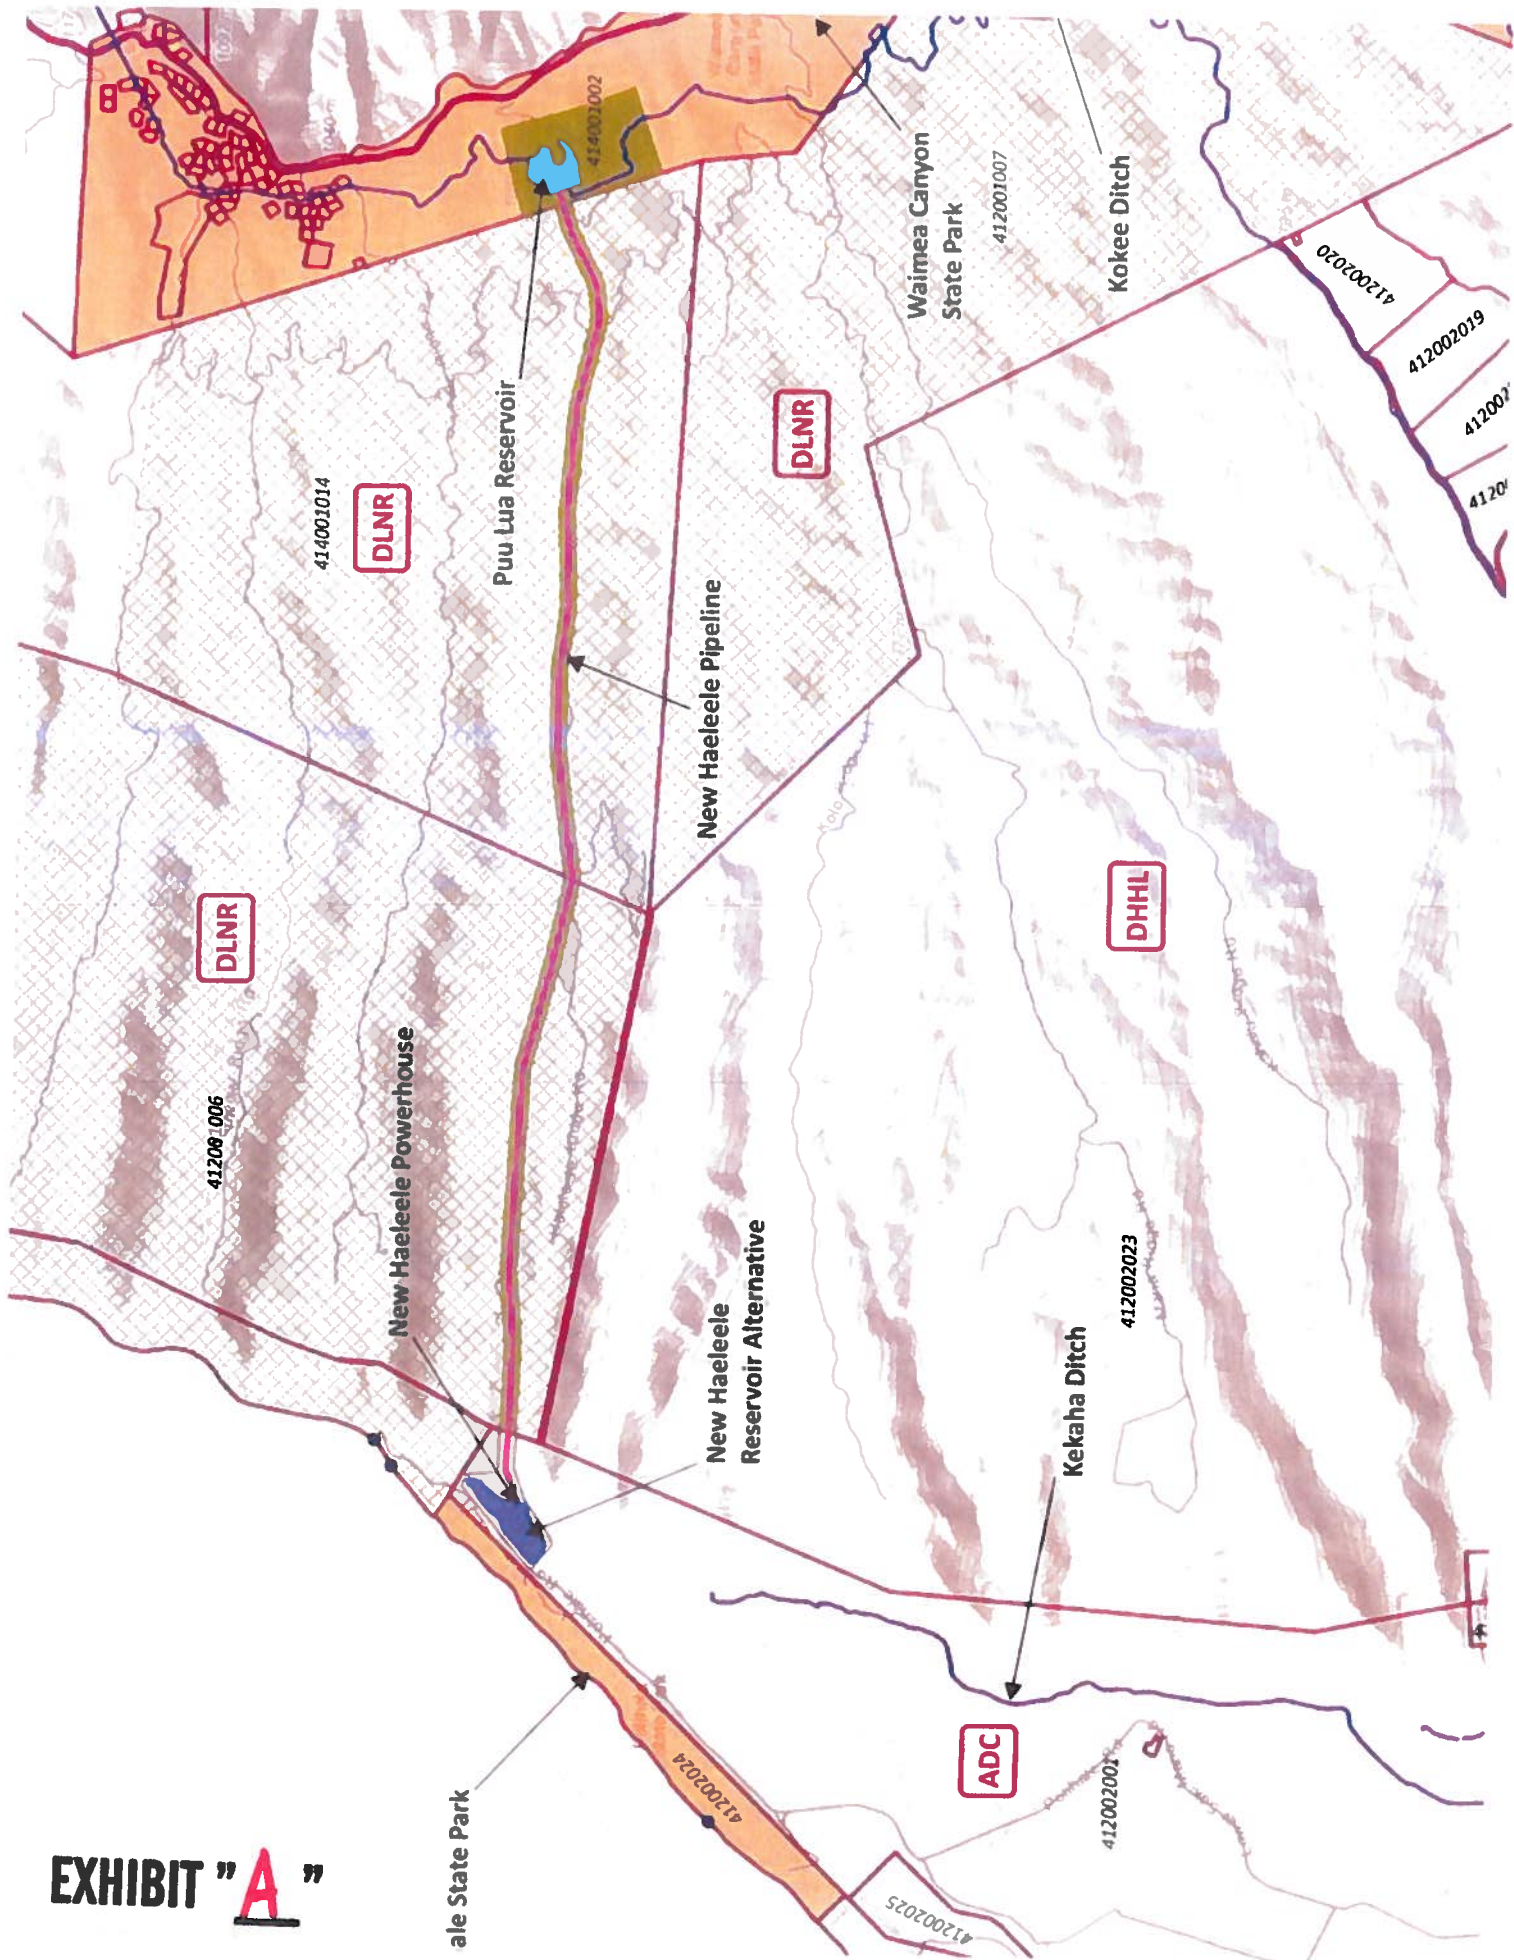 EXHIBIT "A"
ale State Park
412002024
412002025
412002001
ADC
Kekaha Ditch
412002023
DHHL
New Haeleele
Reservoir Alternative
New Haeleele Powerhouse
DLNR
New Haeleele Pipeline
DLNR
414001014
Puu Lua Reservoir
DLNR
414001002
Waimea Canyon
State Park
412001007
Kokee Ditch
412002020
412002019